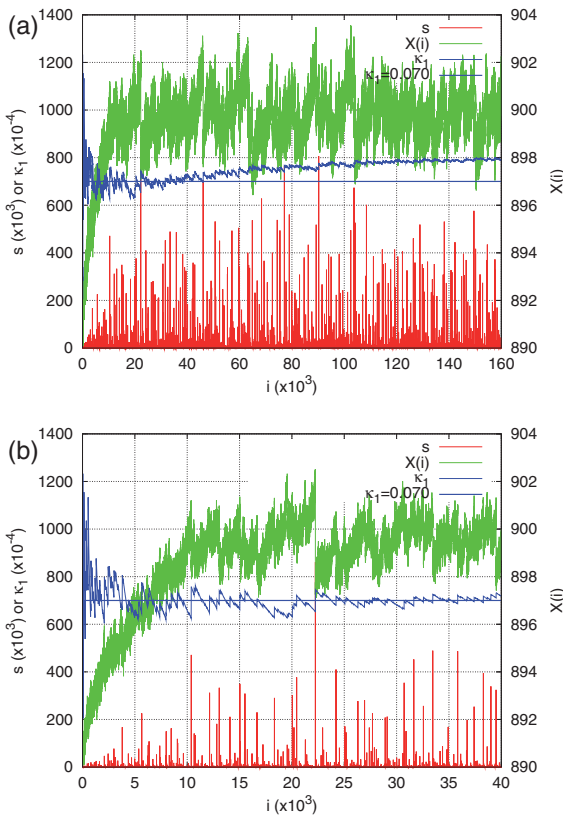 (a)
s
X(i)
κ₁
κ₁=0.070
1400
1200
1000
800
600
400
200
0
904
902
900
898
896
894
892
890
s (x10³) or κ₁ (x10⁻⁴)
X(i)
0 20 40 60 80 100 120 140 160
i (x10³)
(b)
s
X(i)
κ₁
κ₁=0.070
1400
1200
1000
800
600
400
200
0
904
902
900
898
896
894
892
890
s (x10³) or κ₁ (x10⁻⁴)
X(i)
0 5 10 15 20 25 30 35 40
i (x10³)